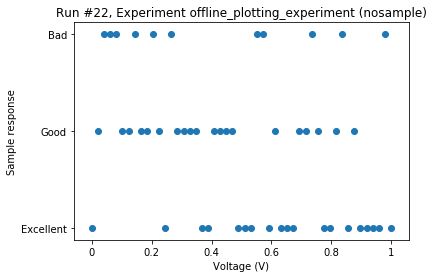 Run #22, Experiment offline_plotting_experiment (nosample)
Bad
Good
Excellent
Sample response
0 0.2 0.4 0.6 0.8 1
Voltage (V)